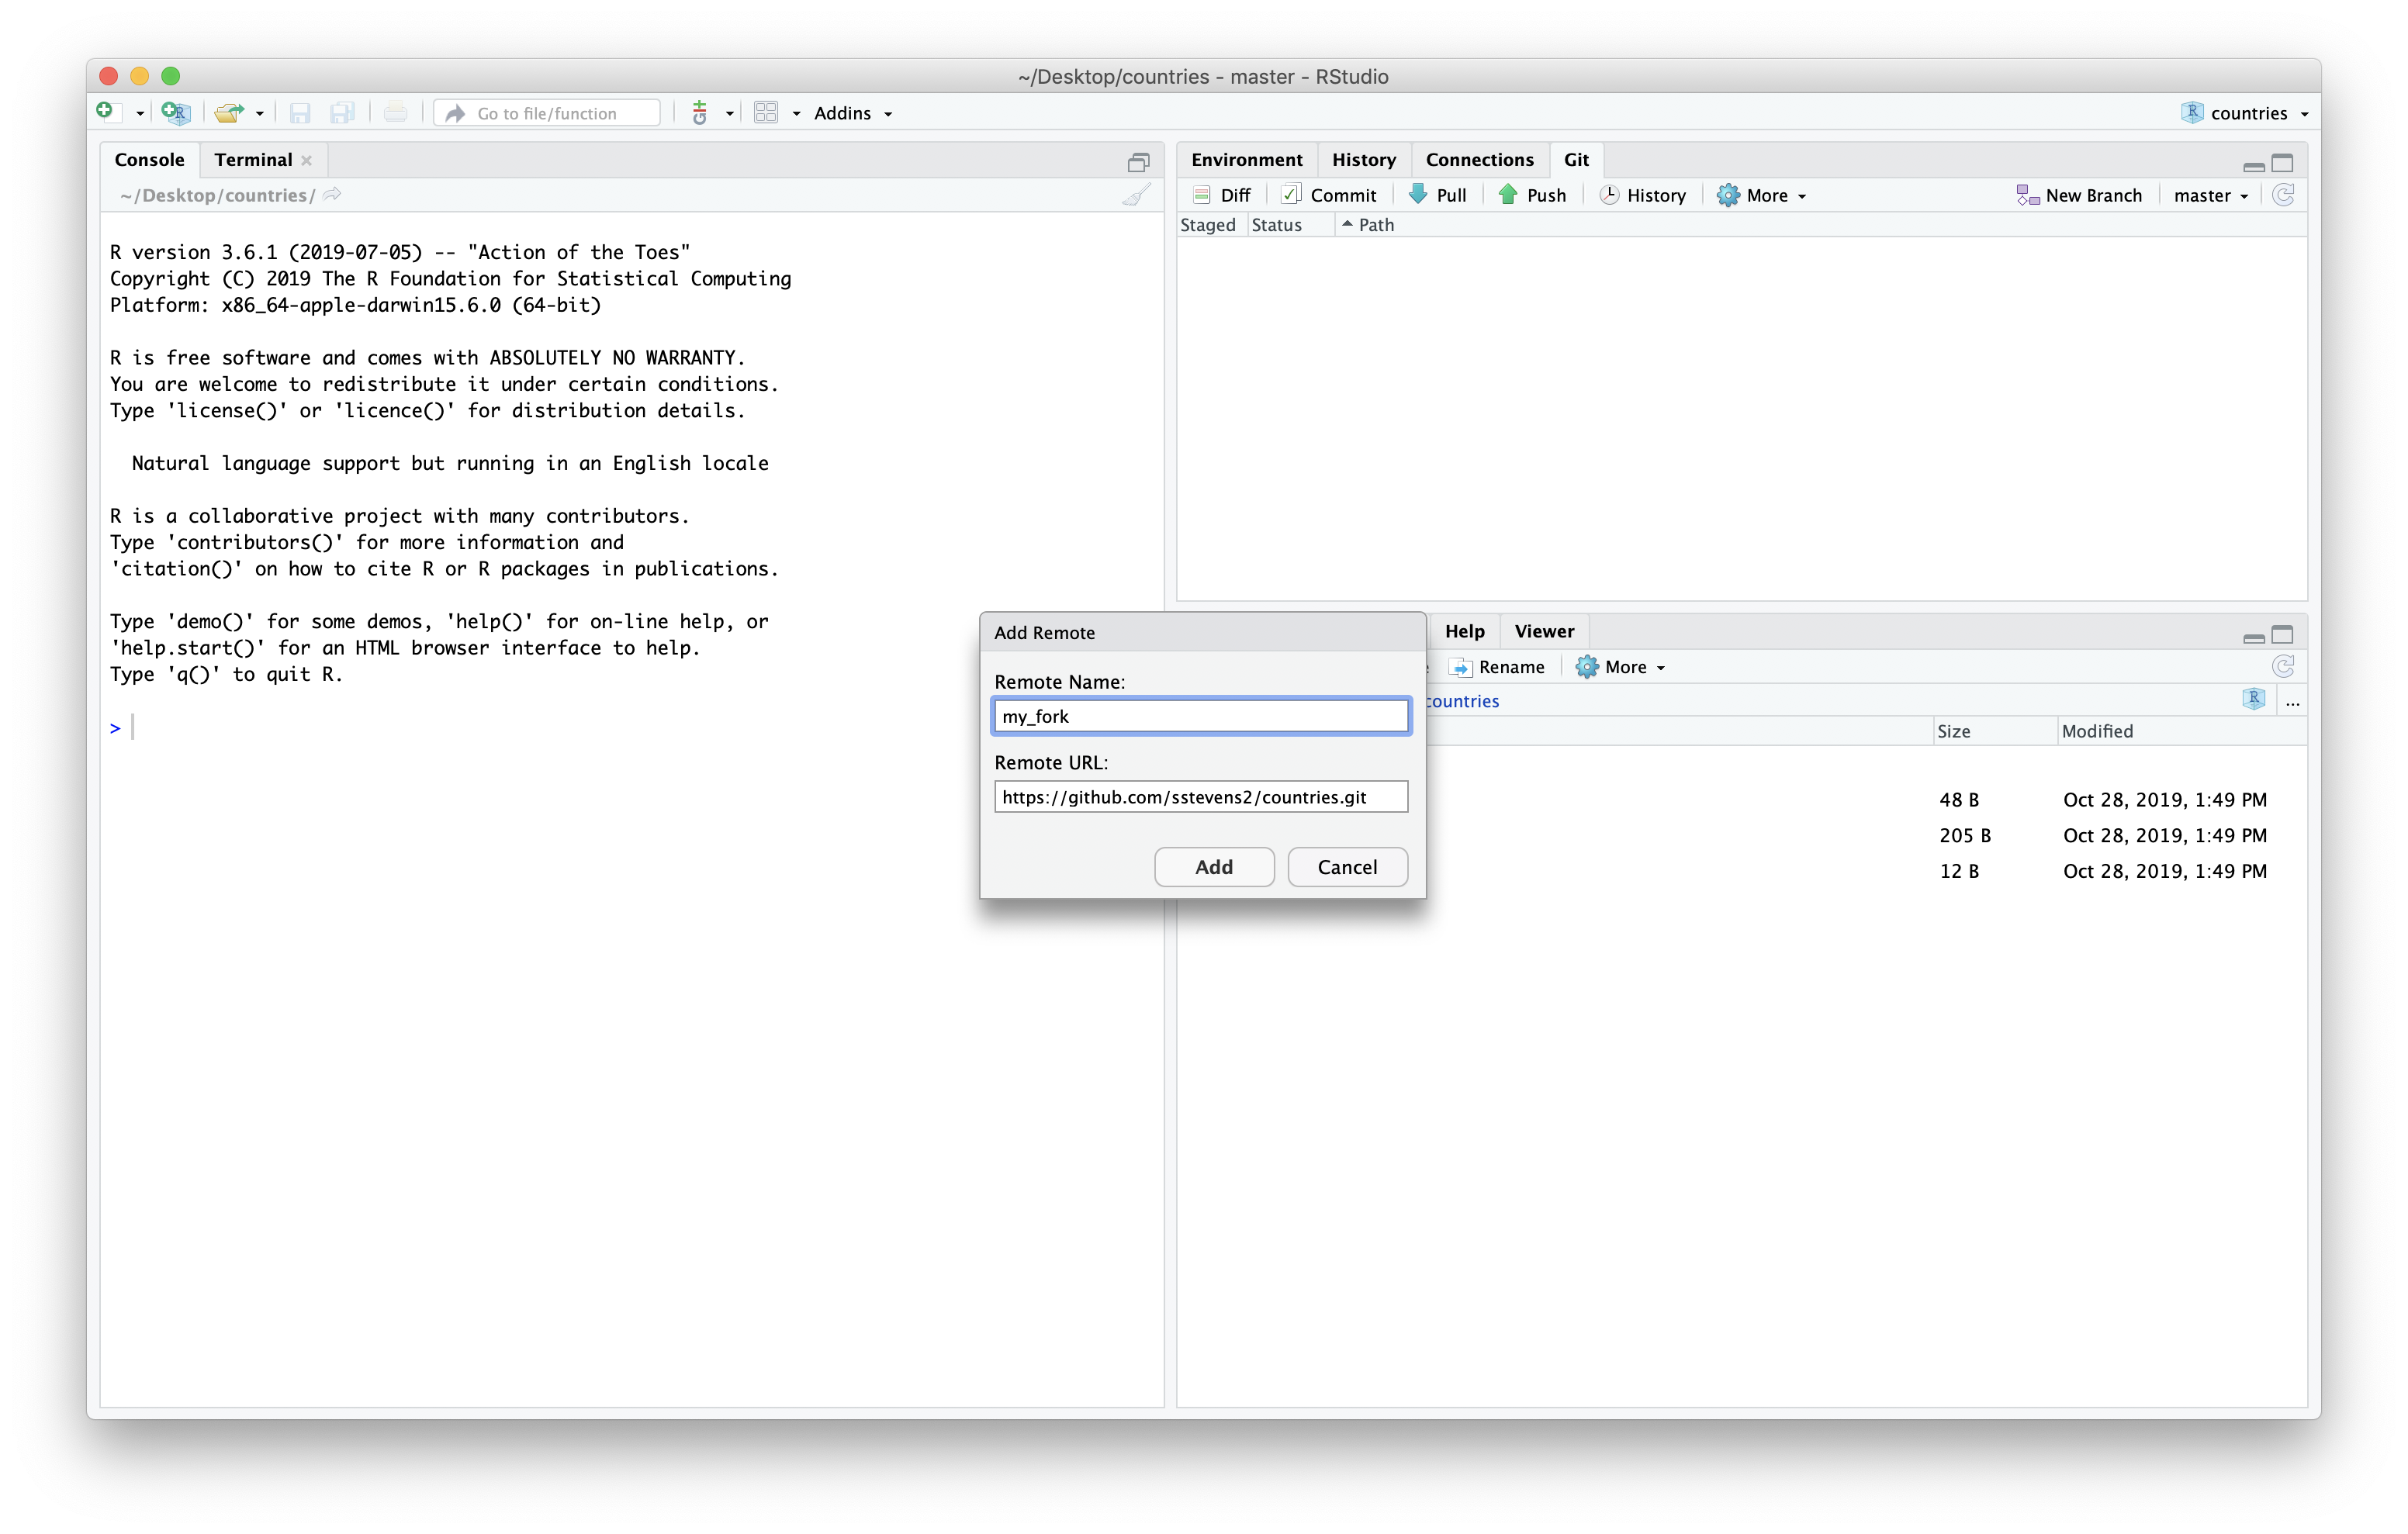 ~/Desktop/countries - master - RStudio
Go to file/function
Addins
countries
Console
Terminal
~/Desktop/countries/
R version 3.6.1 (2019-07-05) -- "Action of the Toes"
Copyright (C) 2019 The R Foundation for Statistical Computing
Platform: x86_64-apple-darwin15.6.0 (64-bit)
R is free software and comes with ABSOLUTELY NO WARRANTY.
You are welcome to redistribute it under certain conditions.
Type 'license()' or 'licence()' for distribution details.
Natural language support but running in an English locale
R is a collaborative project with many contributors.
Type 'contributors()' for more information and
'citation()' on how to cite R or R packages in publications.
Type 'demo()' for some demos, 'help()' for on-line help, or
'help.start()' for an HTML browser interface to help.
Type 'q()' to quit R.
>
Environment History Connections Git
Diff Commit Pull Push History More New Branch master
Staged Status Path
Add Remote
Remote Name:
my_fork
Remote URL:
https://github.com/sstevens2/countries.git
Add Cancel
Help Viewer
Rename More
countries ...
Size Modified
48 B Oct 28, 2019, 1:49 PM
205 B Oct 28, 2019, 1:49 PM
12 B Oct 28, 2019, 1:49 PM